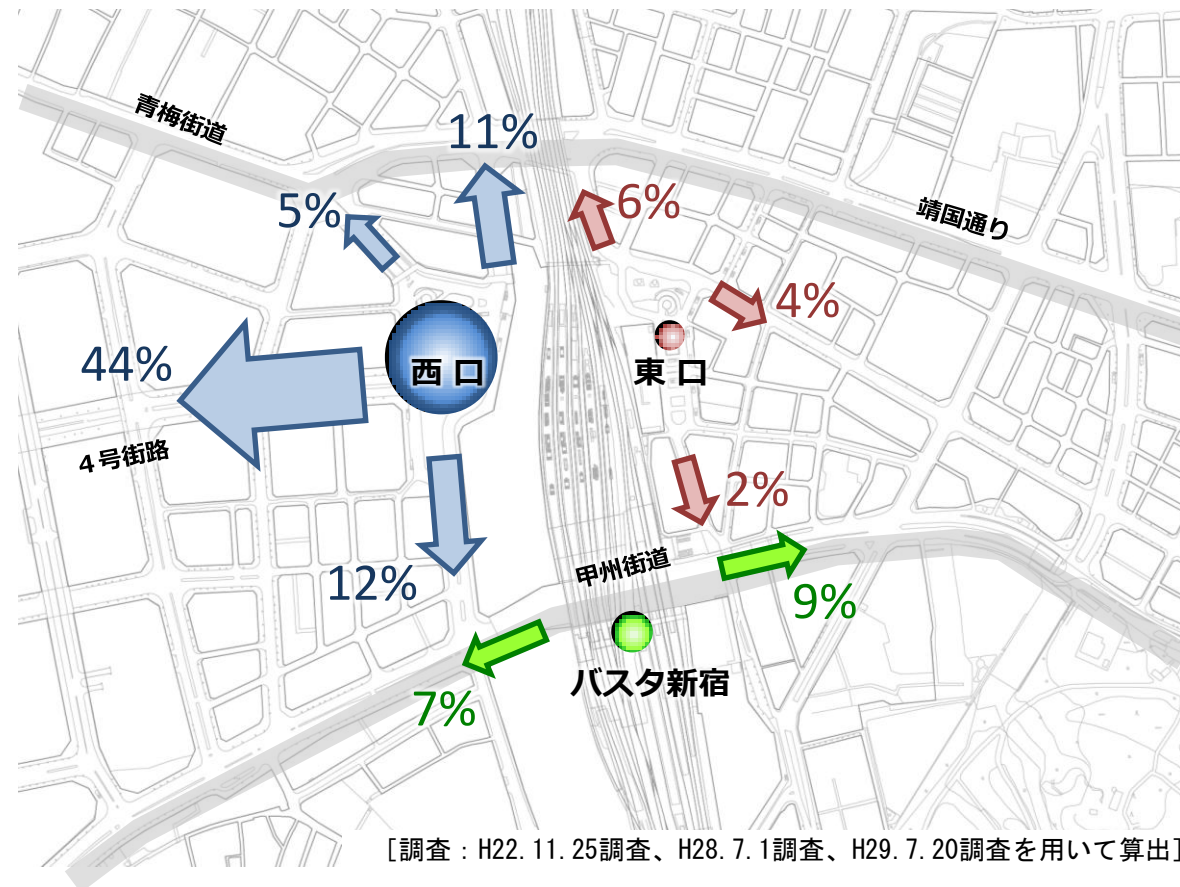 青梅街道
11%
5%
6%
靖国通り
4%
44%
西口
東口
4号街路
2%
12%
甲州街道
9%
バスタ新宿
7%
[調査：H22.11.25調査、H28.7.1調査、H29.7.20調査を用いて算出]